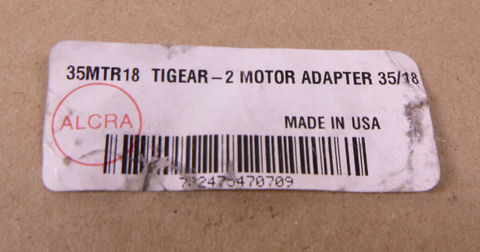 35MTR18 TIGEAR-2 MOTOR ADAPTER 35/18
ALCRA
MADE IN USA